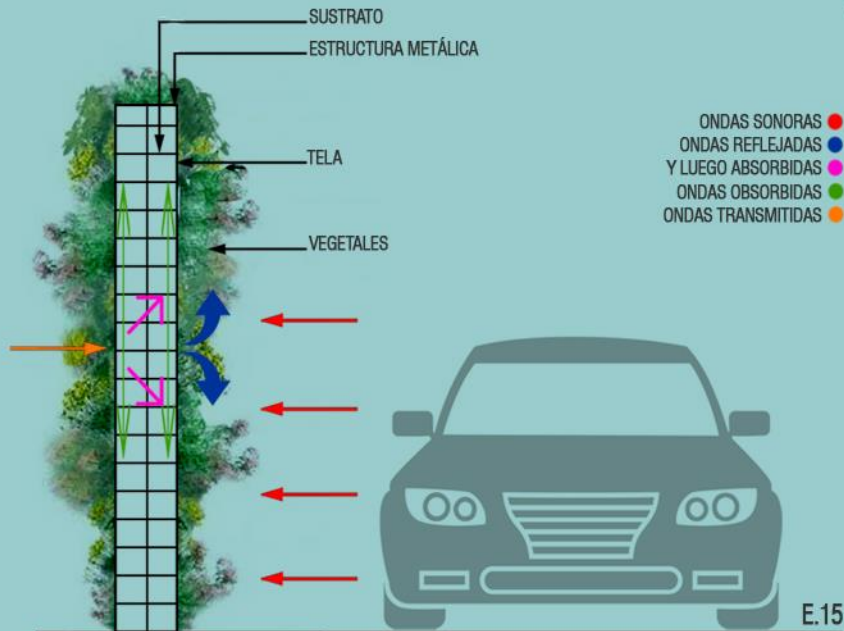 SUSTRATO
ESTRUCTURA METÁLICA
TELA
VEGETALES
ONDAS SONORAS
ONDAS REFLEJADAS
Y LUEGO ABSORBIDAS
ONDAS OBSORBIDAS
ONDAS TRANSMITIDAS
E.15